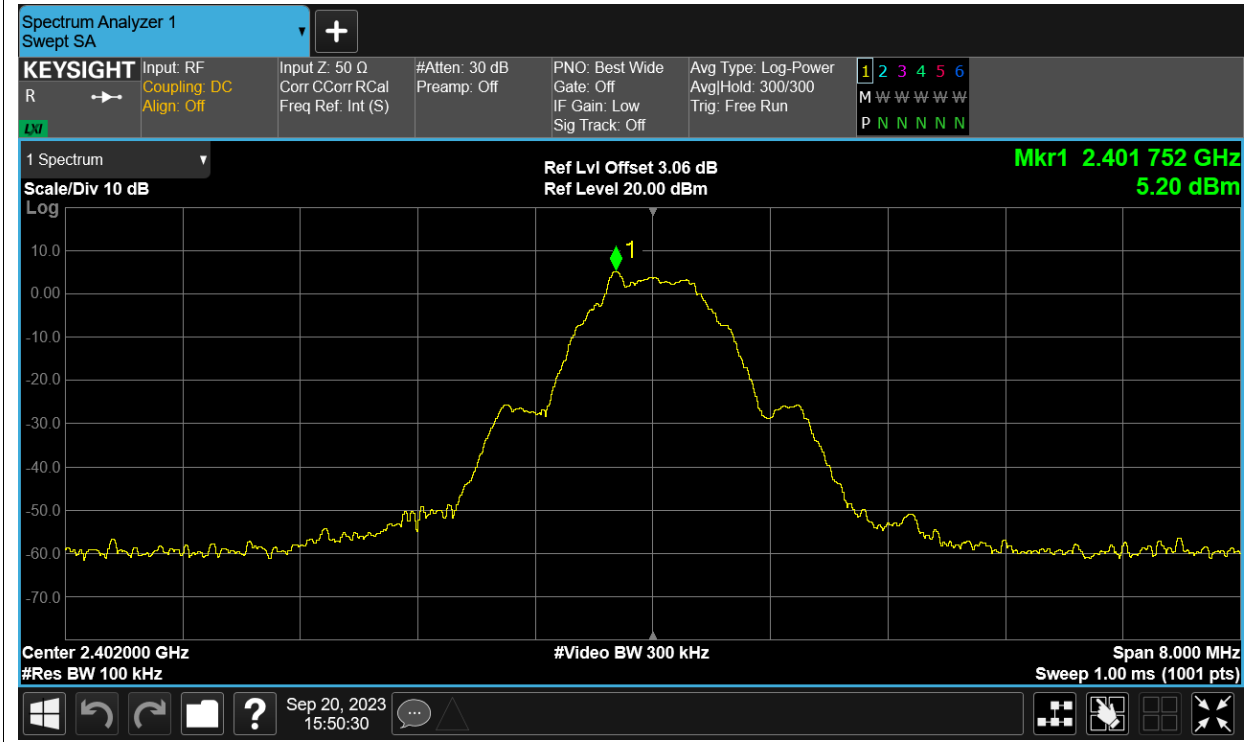 Spectrum Analyzer 1
Swept SA
+
KEYSIGHT
R
LXI
Input: RF
Coupling: DC
Align: Off
Input Z: 50 Ω
Corr CCorr RCal
Freq Ref: Int (S)
#Atten: 30 dB
Preamp: Off
PNO: Best Wide
Gate: Off
IF Gain: Low
Sig Track: Off
Avg Type: Log-Power
Avg|Hold: 300/300
Trig: Free Run
1 2 3 4 5 6
M W W W W W W
P N N N N N N
1 Spectrum
Scale/Div 10 dB
Log
Ref Lvl Offset 3.06 dB
Ref Level 20.00 dBm
Mkr1 2.401 752 GHz
5.20 dBm
1
10.0
0.00
-10.0
-20.0
-30.0
-40.0
-50.0
-60.0
-70.0
Center 2.402000 GHz
#Res BW 100 kHz
#Video BW 300 kHz
Span 8.000 MHz
Sweep 1.00 ms (1001 pts)
?
Sep 20, 2023
15:50:30